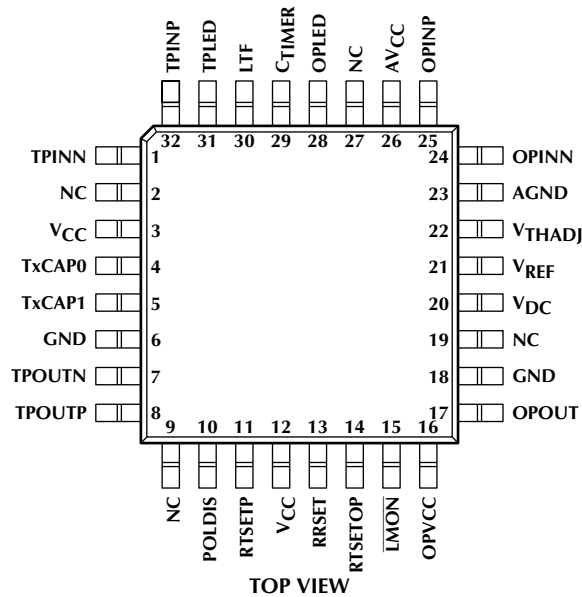 TPINP TPLED LTF CTIMER OPLED NC AVCC OPINP
32 31 30 29 28 27 26 25
TPINN 1 24 OPINN
NC 2 23 AGND
VCC 3 22 VTHADJ
TxCAP0 4 21 VREF
TxCAP1 5 20 VDC
GND 6 19 NC
TPOUTN 7 18 GND
TPOUTP 8 17 OPOUT
9 10 11 12 13 14 15 16
NC POLDIS RTSETP VCC RRSET RTSETOP LMON OPVCC
TOP VIEW